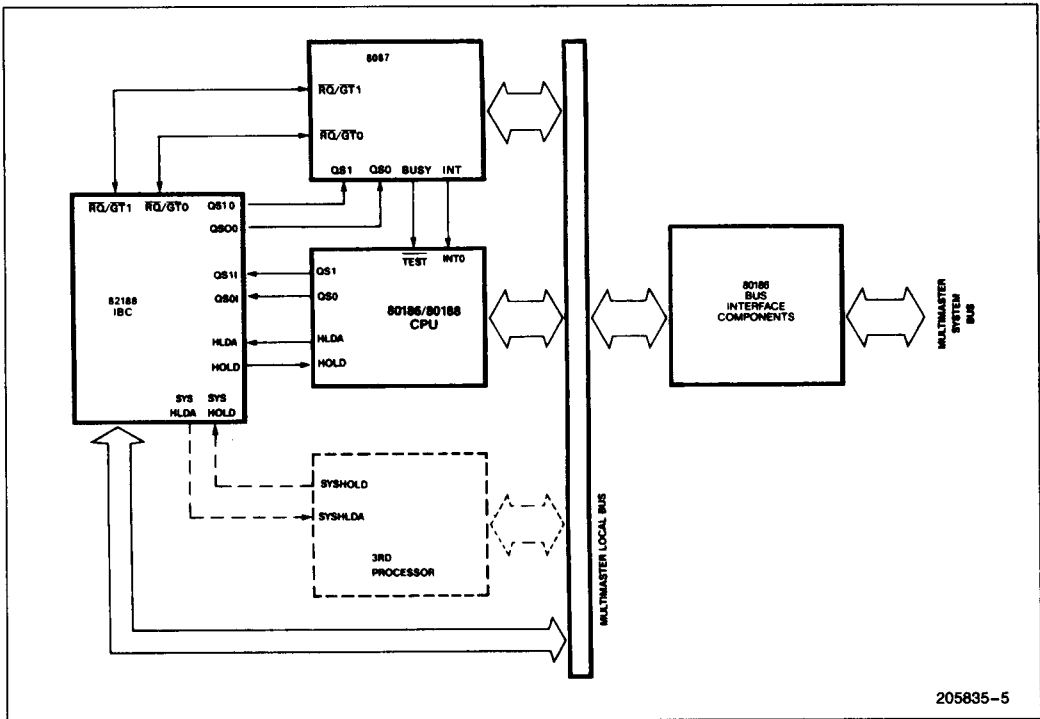 8087
RQ/GT1
RQ/GT0
QS1 QS0 BUSY INT
RQ/GT1 RQ/GT0 QS1O
QSOO
TEST INT0
QS1I
QS0I
HLDA
HOLD
QS1
QS0
HLDA
HOLD
80186/80188
CPU
82188
IBC
SYS SYS
HLDA HOLD
80186
BUS
INTERFACE
COMPONENTS
MULTIMASTER
SYSTEM
BUS
SYSHOLD
SYSHLDA
3RD
PROCESSOR
MULTIMASTER LOCAL BUS
205835-5